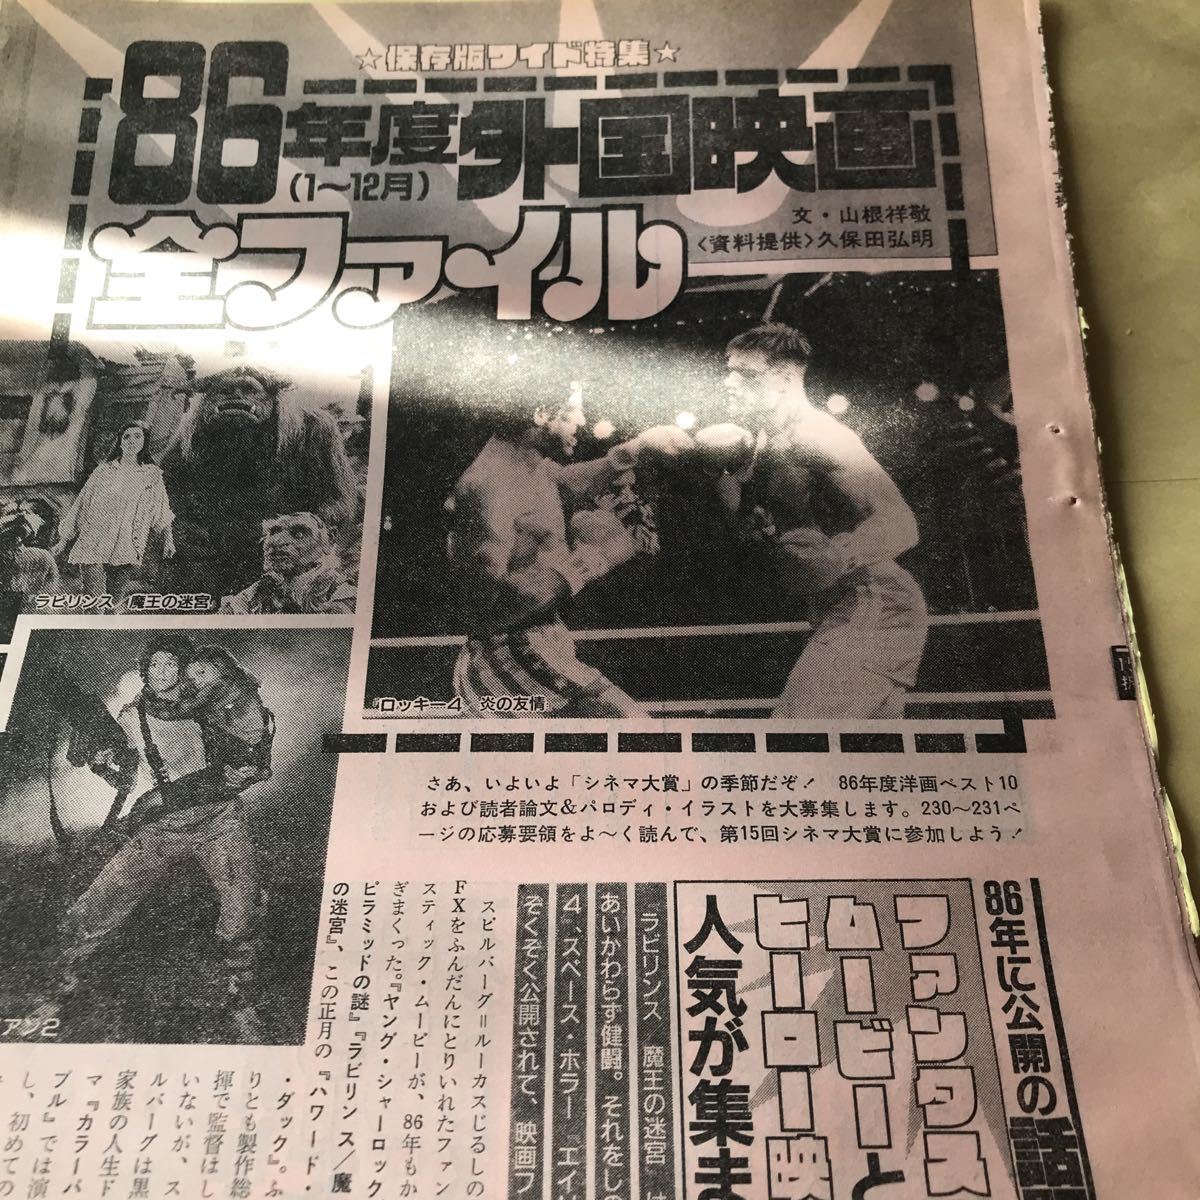 ☆保存版ワイド特集☆
86年度外国映画
(1〜12月)
全ファイル
文・山根祥敬
〈資料提供〉久保田弘明
ラビリンス 魔王の迷宮
『ロッキー4 炎の友情』
さあ、いよいよ「シネマ大賞」の季節だぞ! 86年度洋画ベスト10
および読者論文&パロディ・イラストを大募集します。230〜231ペ
ージの応募要領をよ〜く読んで、第15回シネマ大賞に参加しよう!
86年に公開の話
ファンタス
ムービーと
ヒーロー映
人気が集ま
『ラビリンス 魔王の迷宮
あいかわらず健闘。それをしの
4、スペース・ホラー『エイ
ぞくぞく公開されて、映画フ
スピルバーグ=ルーカスじるしの
FXをふんだんにとりいれたファン
スティック・ムービーが、86年もか
ぎまくった。『ヤング・シャーロック
ピラミッドの謎』『ラビリンス/魔
の迷宮』、この正月の『ハワード・
・ダック』。ふ
りとも製作総
揮で監督はし
いないが、ス
ルバーグは黒
家族の人生ド
マ『カラーパ
ブル』では演
し、初めての
アン2